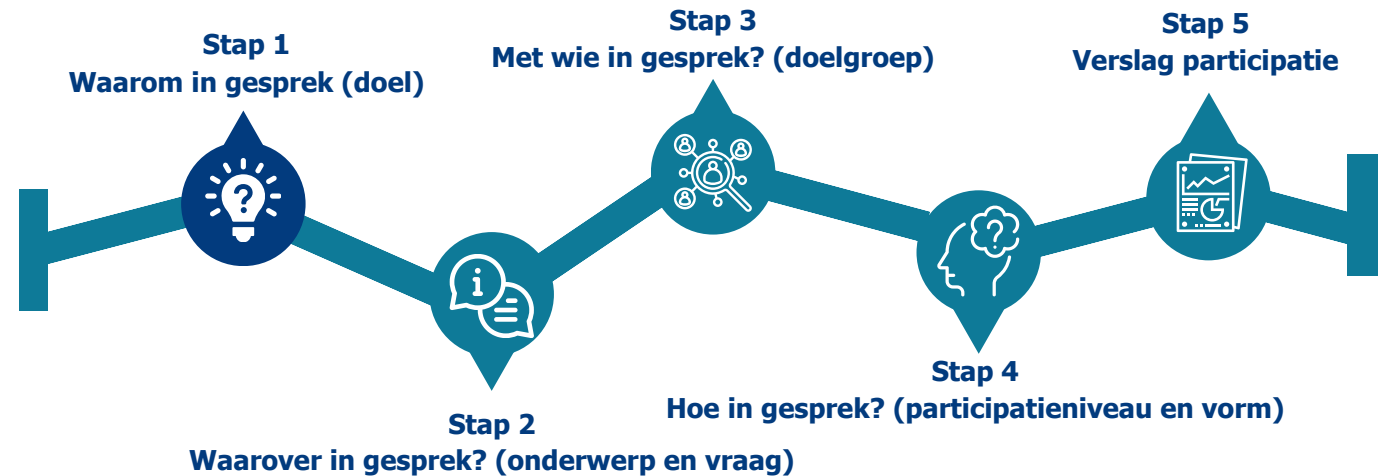 Stap 1
Waarom in gesprek (doel)
Stap 2
Waarover in gesprek? (onderwerp en vraag)
Stap 3
Met wie in gesprek? (doelgroep)
Stap 4
Hoe in gesprek? (participatieniveau en vorm)
Stap 5
Verslag participatie